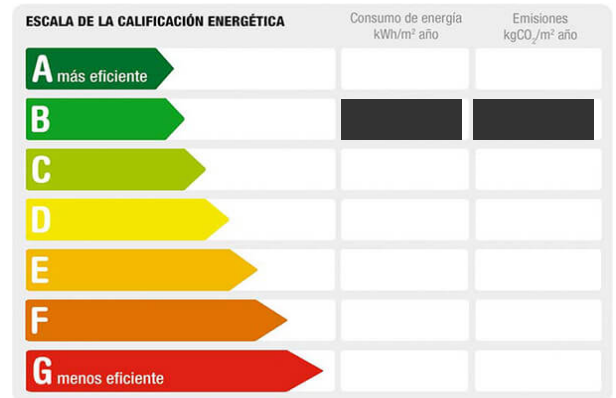 ESCALA DE LA CALIFICACIÓN ENERGÉTICA
Consumo de energía
kWh/m² año
Emisiones
kgCO₂/m² año
A más eficiente
B
C
D
E
F
G menos eficiente